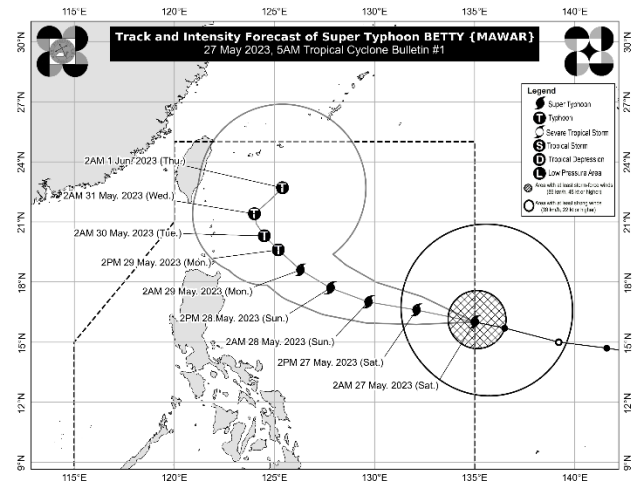 Track and Intensity Forecast of Super Typhoon BETTY {MAWAR}
27 May 2023, 5AM Tropical Cyclone Bulletin #1
115°E 120°E 125°E 130°E 135°E 140°E
30°N 30°N
27°N 27°N
24°N 24°N
21°N 21°N
18°N 18°N
15°N 15°N
12°N 12°N
9°N 9°N
Legend
Super Typhoon
T Typhoon
Severe Tropical Storm
S Tropical Storm
D Tropical Depression
L Low Pressure Area
Area with at least storm-force winds
Area with at least strong winds
2AM 1 Jun. 2023 (Thu.)
T
2AM 31 May. 2023 (Wed.)
T
2AM 30 May. 2023 (Tue.)
T
2PM 29 May. 2023 (Mon.)
T
2AM 29 May. 2023 (Mon.)
2PM 28 May. 2023 (Sun.)
2AM 28 May. 2023 (Sun.)
2PM 27 May. 2023 (Sat.)
2AM 27 May. 2023 (Sat.)
115°E 120°E 125°E 130°E 135°E 140°E